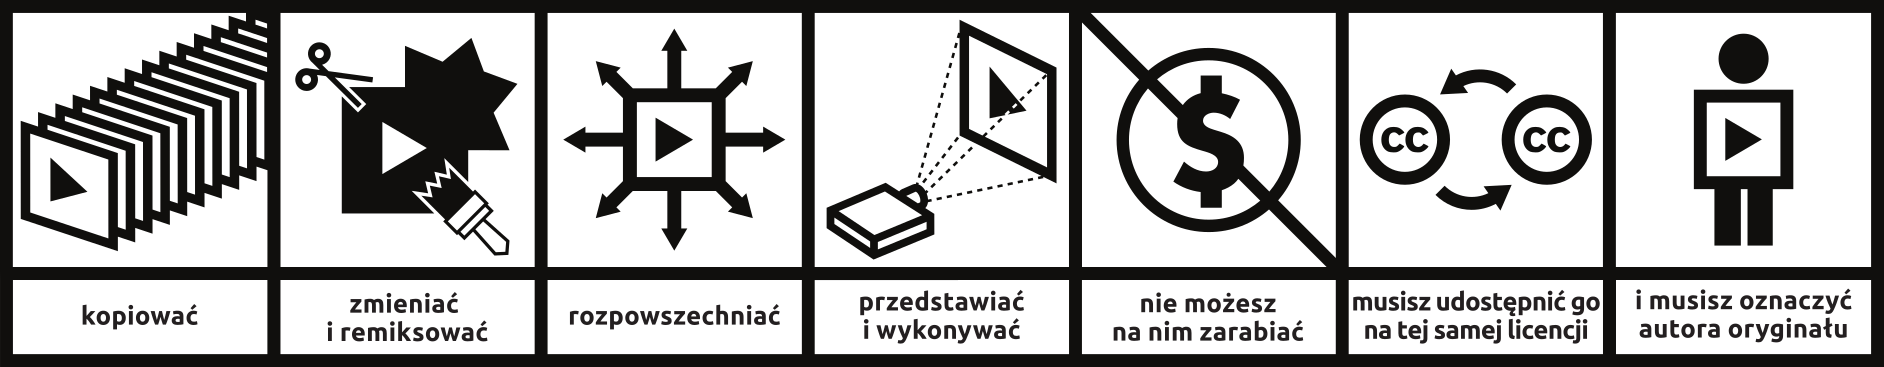 $
cc
cc
kopiować
zmieniać
i remiksować
rozpowszechniać
przedstawiać
i wykonywać
nie możesz
na nim zarabiać
musisz udostępnić go
na tej samej licencji
i musisz oznaczyć
autora oryginału